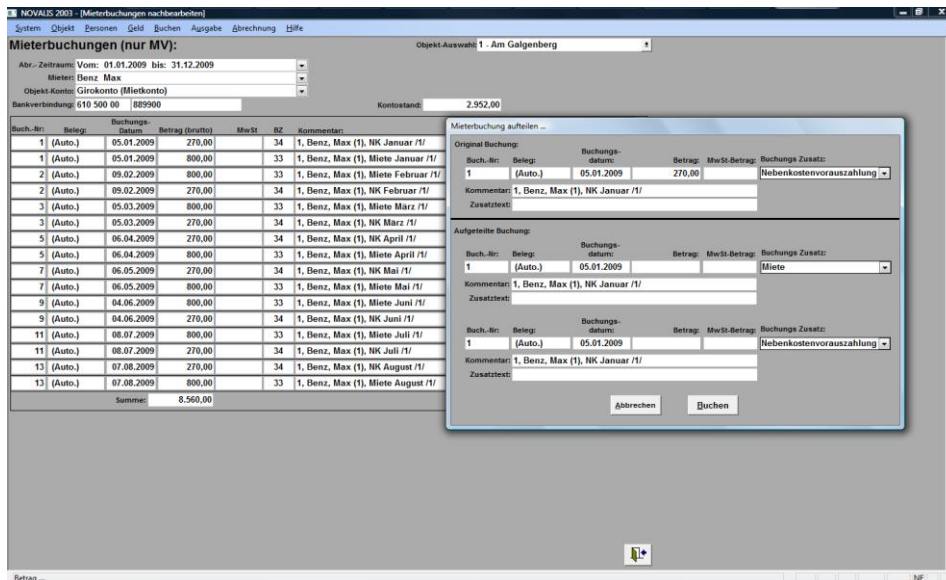 NOVALIS 2003 - [Mieterbuchungen nachbearbeiten]
System Objekt Personen Geld Buchen Ausgabe Abrechnung Hilfe
Mieterbuchungen (nur MV):
Objekt-Auswahl: 1 - Am Galgenberg
Abr.- Zeitraum: Vom: 01.01.2009 bis: 31.12.2009
Mieter: Benz Max
Objekt-Konto: Girokonto (Mietkonto)
Bankverbindung: 610 500 00 889900
Kontostand: 2.952,00
Buch.-Nr: Beleg: Buchungs-Datum Betrag (brutto) MwSt BZ Kommentar:
1 (Auto.) 05.01.2009 270,00 34 1, Benz, Max (1), NK Januar /1/
1 (Auto.) 05.01.2009 800,00 33 1, Benz, Max (1), Miete Januar /1/
2 (Auto.) 09.02.2009 800,00 33 1, Benz, Max (1), Miete Februar /1/
2 (Auto.) 09.02.2009 270,00 34 1, Benz, Max (1), NK Februar /1/
3 (Auto.) 05.03.2009 800,00 33 1, Benz, Max (1), Miete März /1/
3 (Auto.) 05.03.2009 270,00 34 1, Benz, Max (1), NK März /1/
5 (Auto.) 06.04.2009 270,00 34 1, Benz, Max (1), NK April /1/
5 (Auto.) 06.04.2009 800,00 33 1, Benz, Max (1), Miete April /1/
7 (Auto.) 06.05.2009 270,00 34 1, Benz, Max (1), NK Mai /1/
7 (Auto.) 06.05.2009 800,00 33 1, Benz, Max (1), Miete Mai /1/
9 (Auto.) 04.06.2009 800,00 33 1, Benz, Max (1), Miete Juni /1/
9 (Auto.) 04.06.2009 270,00 34 1, Benz, Max (1), NK Juni /1/
11 (Auto.) 08.07.2009 800,00 33 1, Benz, Max (1), Miete Juli /1/
11 (Auto.) 08.07.2009 270,00 34 1, Benz, Max (1), NK Juli /1/
13 (Auto.) 07.08.2009 270,00 34 1, Benz, Max (1), NK August /1/
13 (Auto.) 07.08.2009 800,00 33 1, Benz, Max (1), Miete August /1/
Summe: 8.560,00
Mieterbuchung aufteilen ...
Original Buchung:
Buch.-Nr: Beleg: Buchungs-datum: Betrag: MwSt-Betrag: Buchungs Zusatz:
1 (Auto.) 05.01.2009 270,00 Nebenkostenvorauszahlung
Kommentar: 1, Benz, Max (1), NK Januar /1/
Zusatztext:
Aufgeteilte Buchung:
Buch.-Nr: Beleg: Buchungs-datum: Betrag: MwSt-Betrag: Buchungs Zusatz:
1 (Auto.) 05.01.2009 Miete
Kommentar: 1, Benz, Max (1), NK Januar /1/
Zusatztext:
Buch.-Nr: Beleg: Buchungs-datum: Betrag: MwSt-Betrag: Buchungs Zusatz:
1 (Auto.) 05.01.2009 Nebenkostenvorauszahlung
Kommentar: 1, Benz, Max (1), NK Januar /1/
Zusatztext:
Abbrechen Buchen
Betrag ... NF